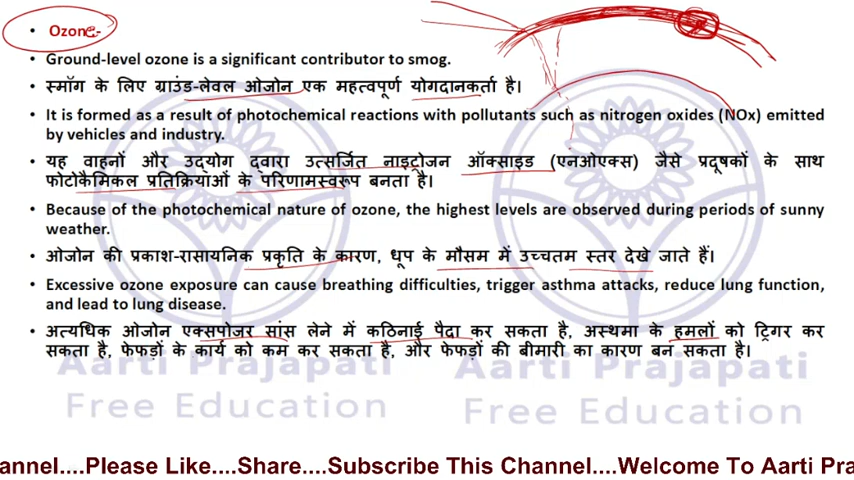 • Ozone-
• Ground-level ozone is a significant contributor to smog.
• स्मॉग के लिए ग्राउंड-लेवल ओजोन एक महत्वपूर्ण योगदानकर्ता है।
• It is formed as a result of photochemical reactions with pollutants such as nitrogen oxides (NOx) emitted
by vehicles and industry.
• यह वाहनों और उद्योग द्वारा उत्सर्जित नाइट्रोजन ऑक्साइड (एनओएक्स) जैसे प्रदूषकों के साथ
फोटोकैमिकल प्रतिक्रियाओं के परिणामस्वरूप बनता है।
• Because of the photochemical nature of ozone, the highest levels are observed during periods of sunny
weather.
• ओजोन की प्रकाश-रासायनिक प्रकृति के कारण, धूप के मौसम में उच्चतम स्तर देखे जाते हैं।
• Excessive ozone exposure can cause breathing difficulties, trigger asthma attacks, reduce lung function,
and lead to lung disease.
• अत्यधिक ओजोन एक्सपोजर सांस लेने में कठिनाई पैदा कर सकता है, अस्थमा के हमलों को ट्रिगर कर
सकता है, फेफड़ों के कार्य को कम कर सकता है, और फेफड़ों की बीमारी का कारण बन सकता है।
Aarti Prajapati Aarti Prajapati
Free Education Free Education
annel....Please Like....Share....Subscribe This Channel....Welcome To Aarti Pra